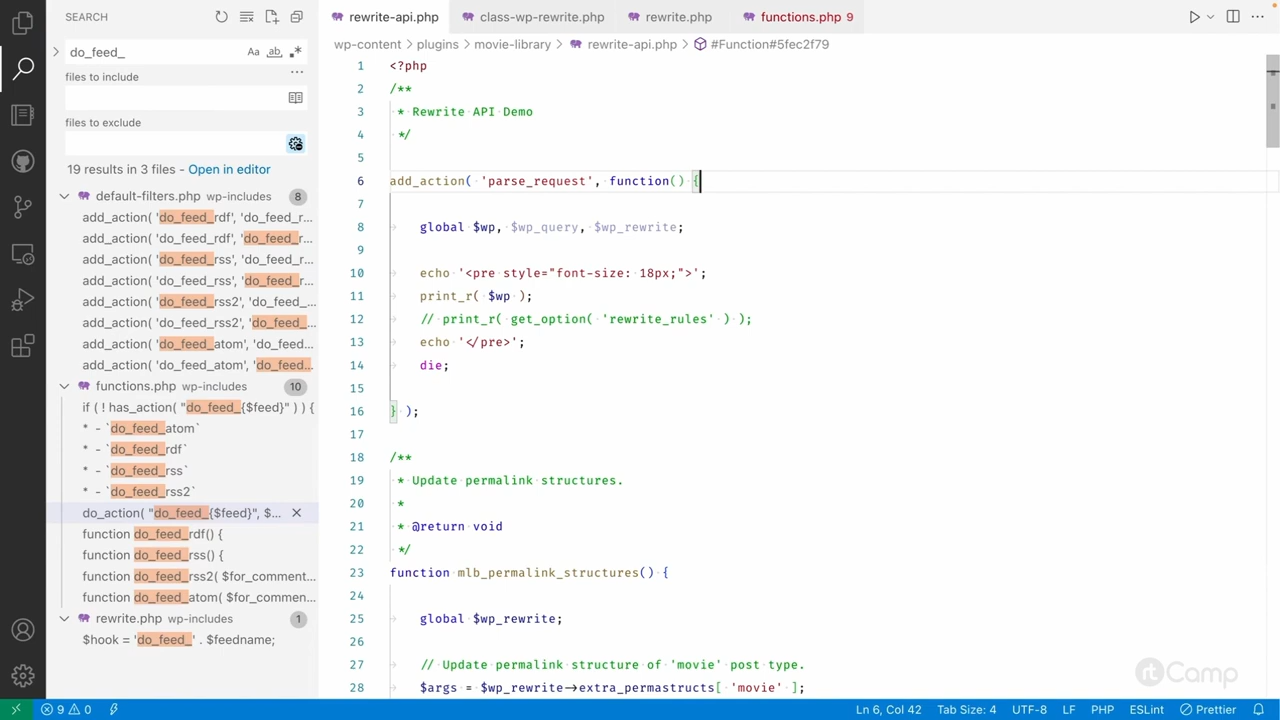 SEARCH
do_feed_
Aa ab .*
files to include
files to exclude
19 results in 3 files - Open in editor
default-filters.php wp-includes 8
add_action( 'do_feed_rdf', 'do_feed_r...
add_action( 'do_feed_rdf', 'do_feed_r...
add_action( 'do_feed_rss', 'do_feed_r...
add_action( 'do_feed_rss', 'do_feed_r...
add_action( 'do_feed_rss2', 'do_feed_...
add_action( 'do_feed_rss2', 'do_feed_...
add_action( 'do_feed_atom', 'do_feed...
add_action( 'do_feed_atom', 'do_feed...
functions.php wp-includes 10
if ( ! has_action( "do_feed_{$feed}" ) ) {
* - `do_feed_atom`
* - `do_feed_rdf`
* - `do_feed_rss`
* - `do_feed_rss2`
do_action( "do_feed_{$feed}", $...
function do_feed_rdf() {
function do_feed_rss() {
function do_feed_rss2( $for_comment...
function do_feed_atom( $for_comme...
rewrite.php wp-includes 1
$hook = 'do_feed_' . $feedname;
rewrite-api.php class-wp-rewrite.php rewrite.php functions.php 9
wp-content > plugins > movie-library > rewrite-api.php > #Function#5fec2f79
1 <?php
2 /**
3 * Rewrite API Demo
4 */
5
6 add_action( 'parse_request', function() {
7
8 global $wp, $wp_query, $wp_rewrite;
9
10 echo '<pre style="font-size: 18px;">';
11 print_r( $wp );
12 // print_r( get_option( 'rewrite_rules' ) );
13 echo '</pre>';
14 die;
15
16 } );
17
18 /**
19 * Update permalink structures.
20 *
21 * @return void
22 */
23 function mlb_permalink_structures() {
24
25 global $wp_rewrite;
26
27 // Update permalink structure of 'movie' post type.
28 $args = $wp_rewrite->extra_permastructs[ 'movie' ];
rtCamp
9 0 Ln 6, Col 42 Tab Size: 4 UTF-8 LF PHP ESLint Prettier